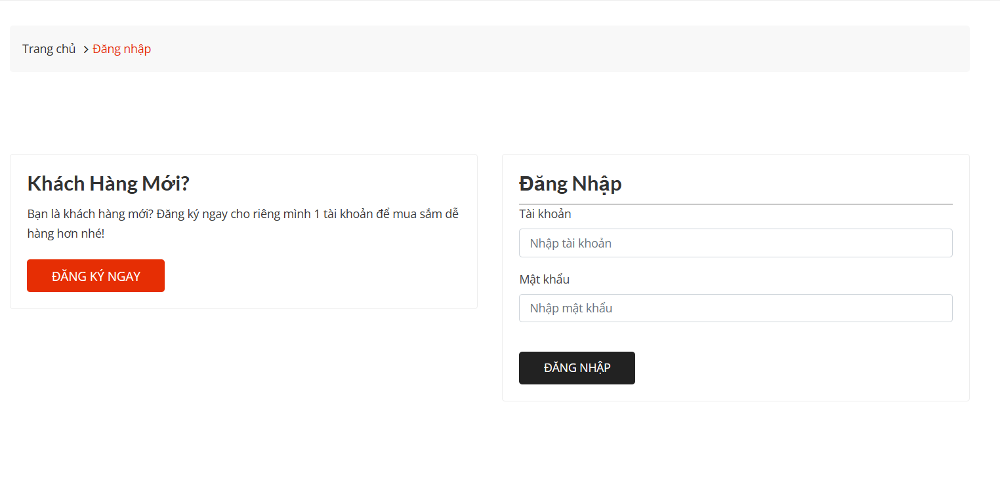 Trang chủ > Đăng nhập
Khách Hàng Mới?
Bạn là khách hàng mới? Đăng ký ngay cho riêng mình 1 tài khoản để mua sắm dễ
hàng hơn nhé!
ĐĂNG KÝ NGAY
Đăng Nhập
Tài khoản
Nhập tài khoản
Mật khẩu
Nhập mật khẩu
ĐĂNG NHẬP